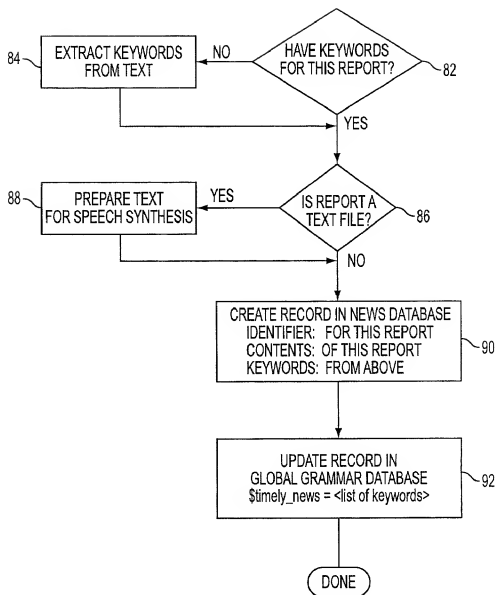 84
EXTRACT KEYWORDS
FROM TEXT
NO
HAVE KEYWORDS
FOR THIS REPORT?
82
YES
88
PREPARE TEXT
FOR SPEECH SYNTHESIS
YES
IS REPORT A
TEXT FILE?
86
NO
CREATE RECORD IN NEWS DATABASE
IDENTIFIER: FOR THIS REPORT
CONTENTS: OF THIS REPORT
KEYWORDS: FROM ABOVE
90
UPDATE RECORD IN
GLOBAL GRAMMAR DATABASE
$timely_news = <list of keywords>
92
DONE